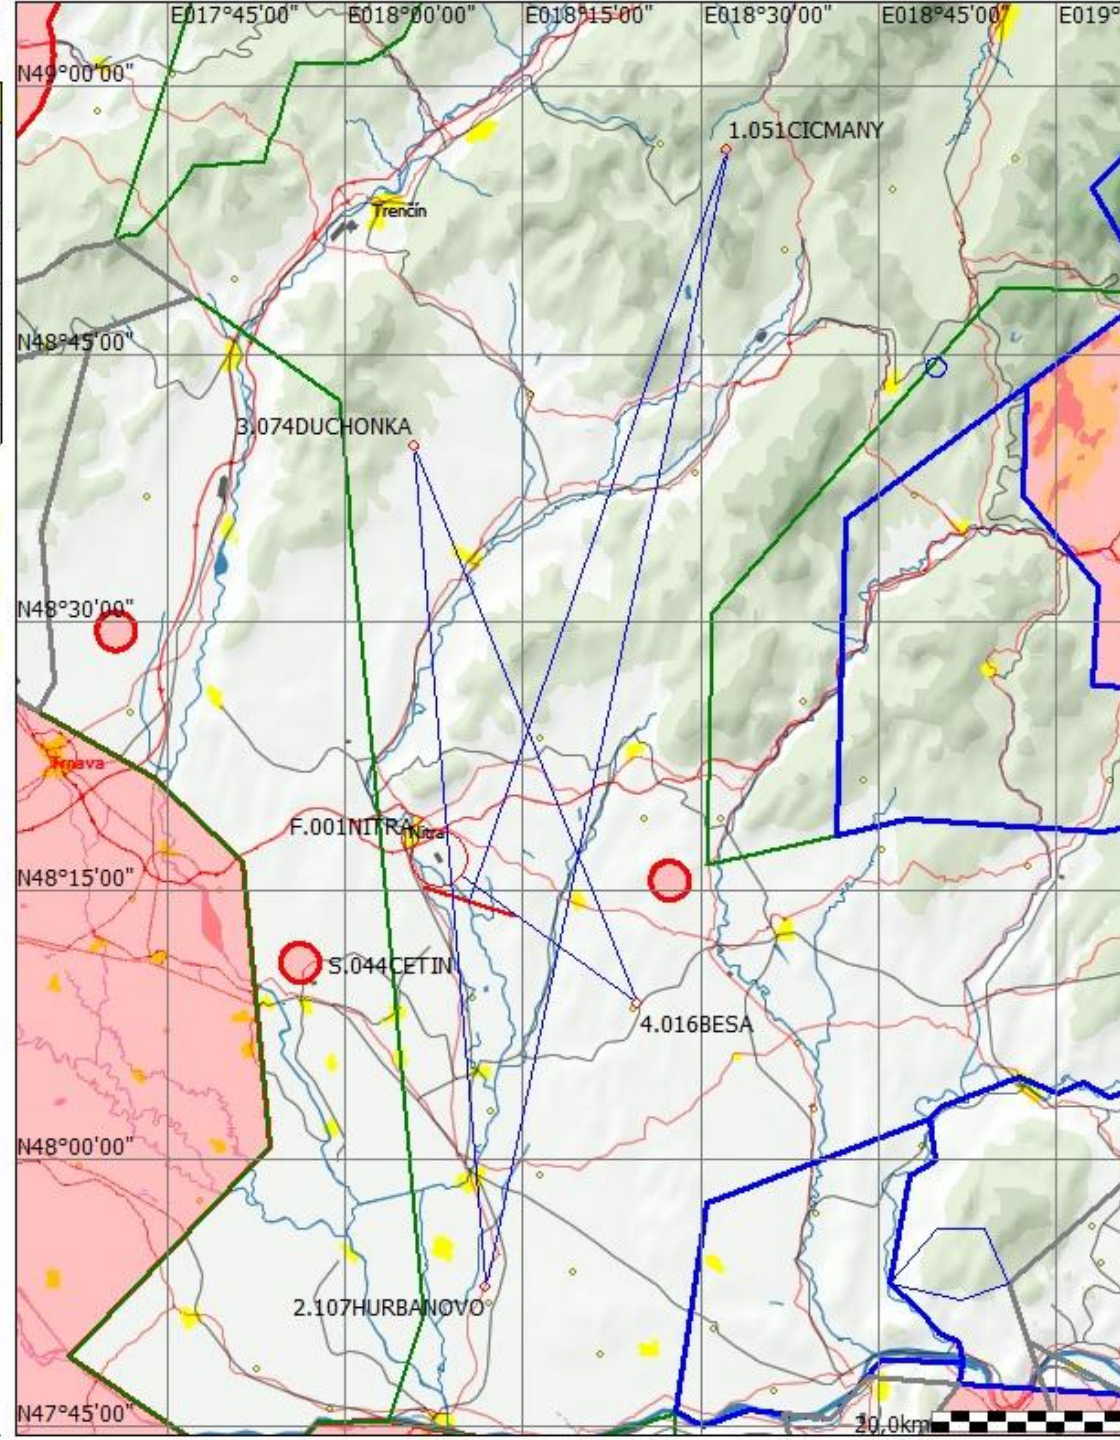 E017°45'00" E018°00'00" E018°15'00" E018°30'00" E018°45'00" E019°
N49°00'00"
1.051CICMANY
Trenčín
N48°45'00"
3.074DUCHONKA
N48°30'00"
Trnava
F.001NITRA
Nitra
N48°15'00"
S.044CETIN
4.016BESA
N48°00'00"
2.107HURBANOVO
N47°45'00"
20,0km